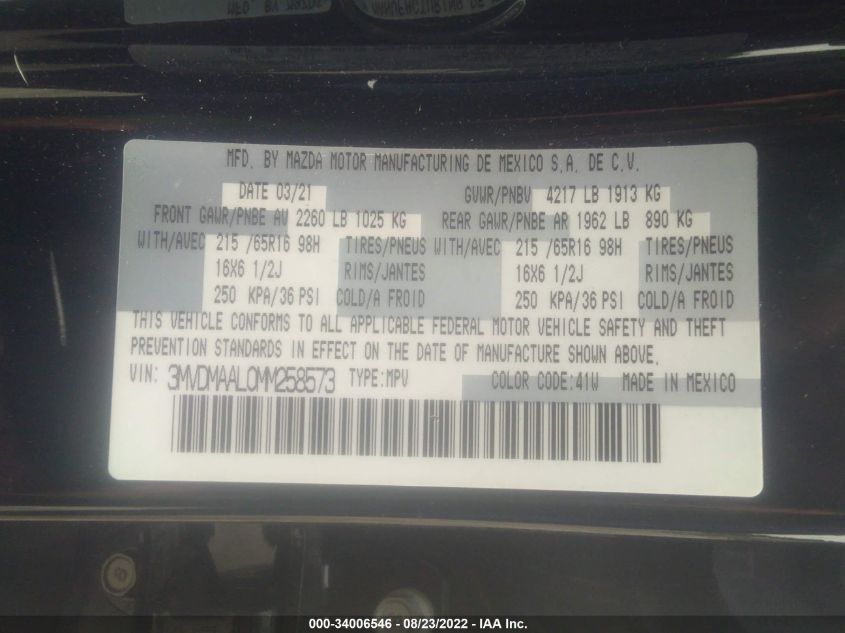 MFD. BY MAZDA MOTOR MANUFACTURING DE MEXICO S.A. DE C.V.
DATE 03/21 GVWR/PNBV 4217 LB 1913 KG
FRONT GAWR/PNBE AV 2260 LB 1025 KG REAR GAWR/PNBE AR 1962 LB 890 KG
WITH/AVEC 215 /65R16 98H TIRES/PNEUS WITH/AVEC 215 /65R16 98H TIRES/PNEUS
16X6 1/2J RIMS/JANTES 16X6 1/2J RIMS/JANTES
250 KPA/36 PSI COLD/A FROID 250 KPA/36 PSI COLD/A FROID
THIS VEHICLE CONFORMS TO ALL APPLICABLE FEDERAL MOTOR VEHICLE SAFETY AND THEFT
PREVENTION STANDARDS IN EFFECT ON THE DATE OF MANUFACTURE SHOWN ABOVE.
VIN: 3MVDMAAL0MM258573 TYPE:MPV COLOR CODE:41W MADE IN MEXICO
000-34006546 - 08/23/2022 - IAA Inc.